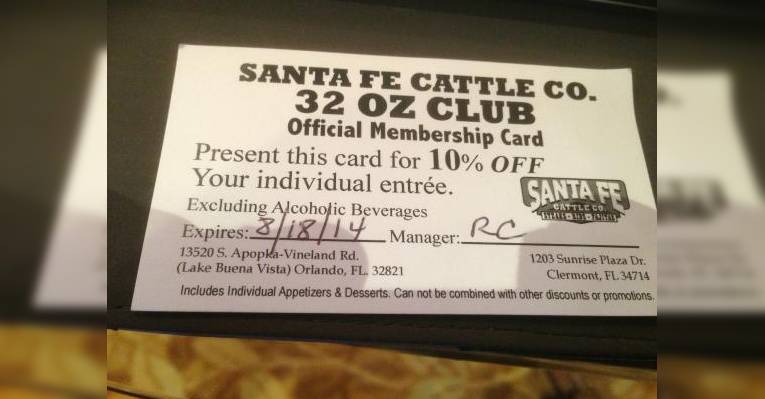 SANTA FE CATTLE CO.
32 OZ CLUB
Official Membership Card
Present this card for 10% OFF
Your individual entrée.
Excluding Alcoholic Beverages
SANTA FE
CATTLE CO.
STEAKS • RIBS •
Expires: 8/18/14 Manager: RC
13520 S. Apopka-Vineland Rd.
(Lake Buena Vista) Orlando, FL 32821
1203 Sunrise Plaza Dr.
Clermont, FL 34714
Includes Individual Appetizers & Desserts. Can not be combined with other discounts or promotions.